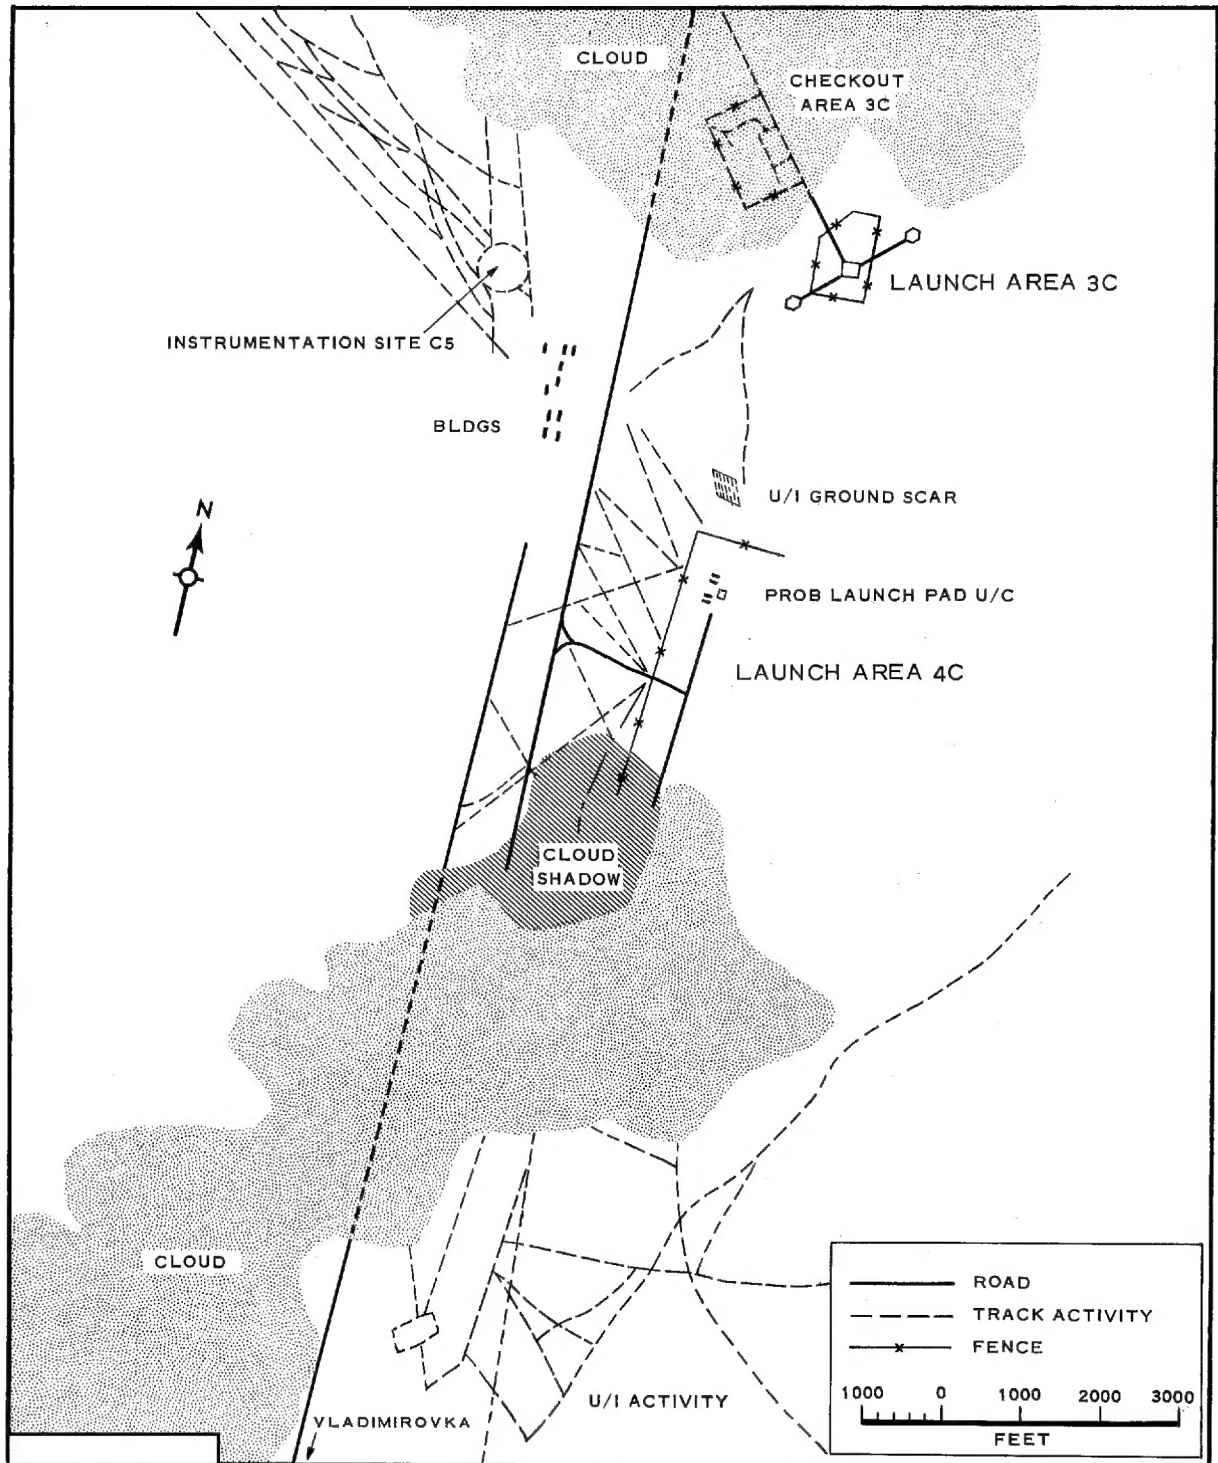 CLOUD
CHECKOUT
AREA 3C
LAUNCH AREA 3C
INSTRUMENTATION SITE C5
BLDGS
N
U/I GROUND SCAR
PROB LAUNCH PAD U/C
LAUNCH AREA 4C
CLOUD
SHADOW
CLOUD
U/I ACTIVITY
VLADIMIROVKA
ROAD
TRACK ACTIVITY
FENCE
1000 0 1000 2000 3000
FEET